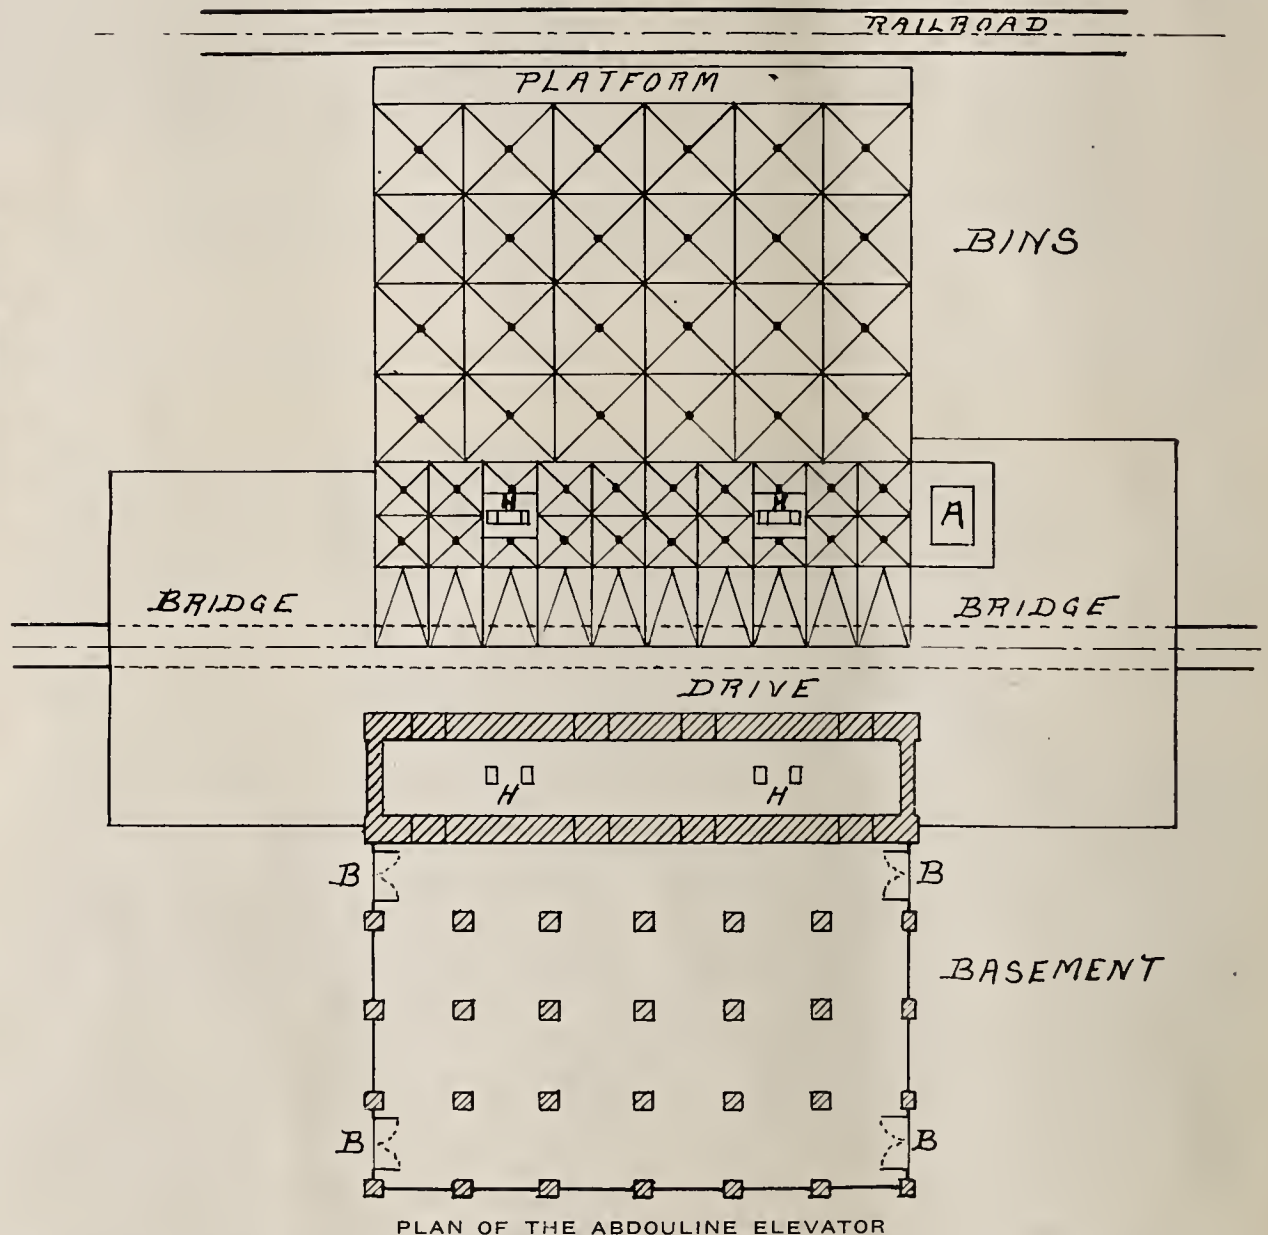 RAILROAD
PLATFORM
BINS
H H
A
BRIDGE BRIDGE
DRIVE
H H
B B
BASEMENT
B B
PLAN OF THE ABDOULINE ELEVATOR